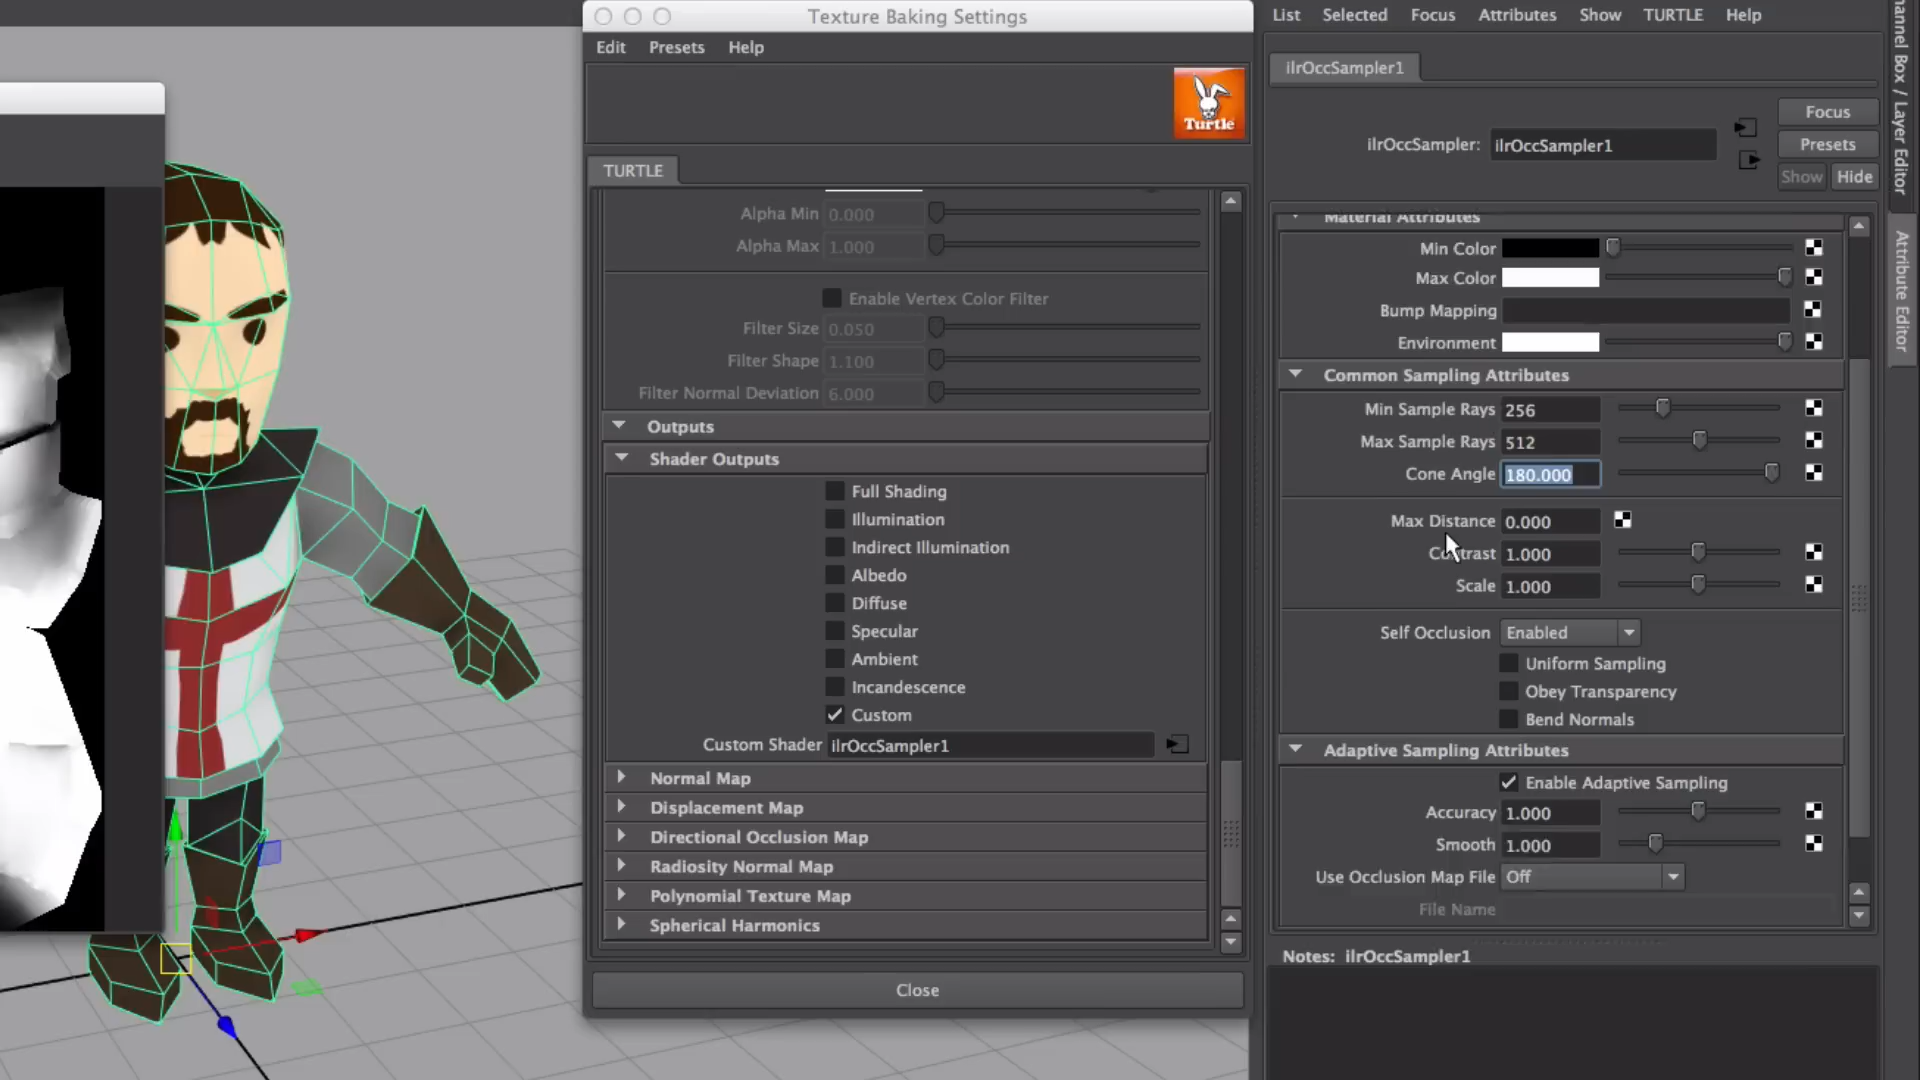 Texture Baking Settings
Edit Presets Help
Turtle
TURTLE
Alpha Min 0.000
Alpha Max 1.000
Enable Vertex Color Filter
Filter Size 0.050
Filter Shape 1.100
Filter Normal Deviation 6.000
Outputs
Shader Outputs
Full Shading
Illumination
Indirect Illumination
Albedo
Diffuse
Specular
Ambient
Incandescence
Custom
Custom Shader ilrOccSampler1
Normal Map
Displacement Map
Directional Occlusion Map
Radiosity Normal Map
Polynomial Texture Map
Spherical Harmonics
Close
List Selected Focus Attributes Show TURTLE Help
ilrOccSampler1
ilrOccSampler: ilrOccSampler1
Focus
Presets
Show Hide
Material Attributes
Min Color
Max Color
Bump Mapping
Environment
Common Sampling Attributes
Min Sample Rays 256
Max Sample Rays 512
Cone Angle 180.000
Max Distance 0.000
Contrast 1.000
Scale 1.000
Self Occlusion Enabled
Uniform Sampling
Obey Transparency
Bend Normals
Adaptive Sampling Attributes
Enable Adaptive Sampling
Accuracy 1.000
Smooth 1.000
Use Occlusion Map File Off
File Name
Notes: ilrOccSampler1
Box / Layer Editor
Attribute Editor